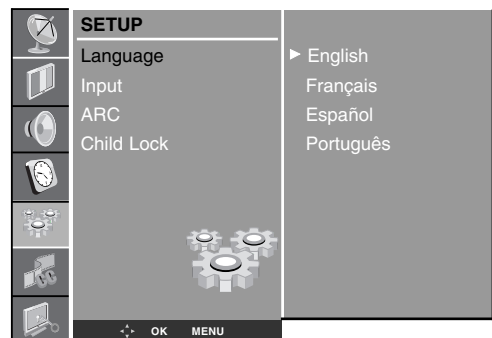 SETUP
Language
Input
ARC
Child Lock
► English
Français
Español
Português
OK MENU